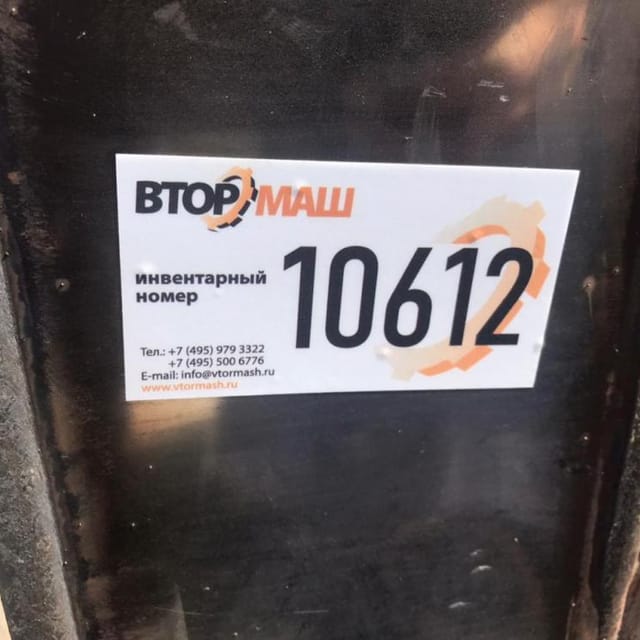 ВТОРМАШ
инвентарный
номер
10612
Тел.: +7 (495) 979 3322
+7 (495) 500 6776
E-mail: info@vtormash.ru
www.vtormash.ru